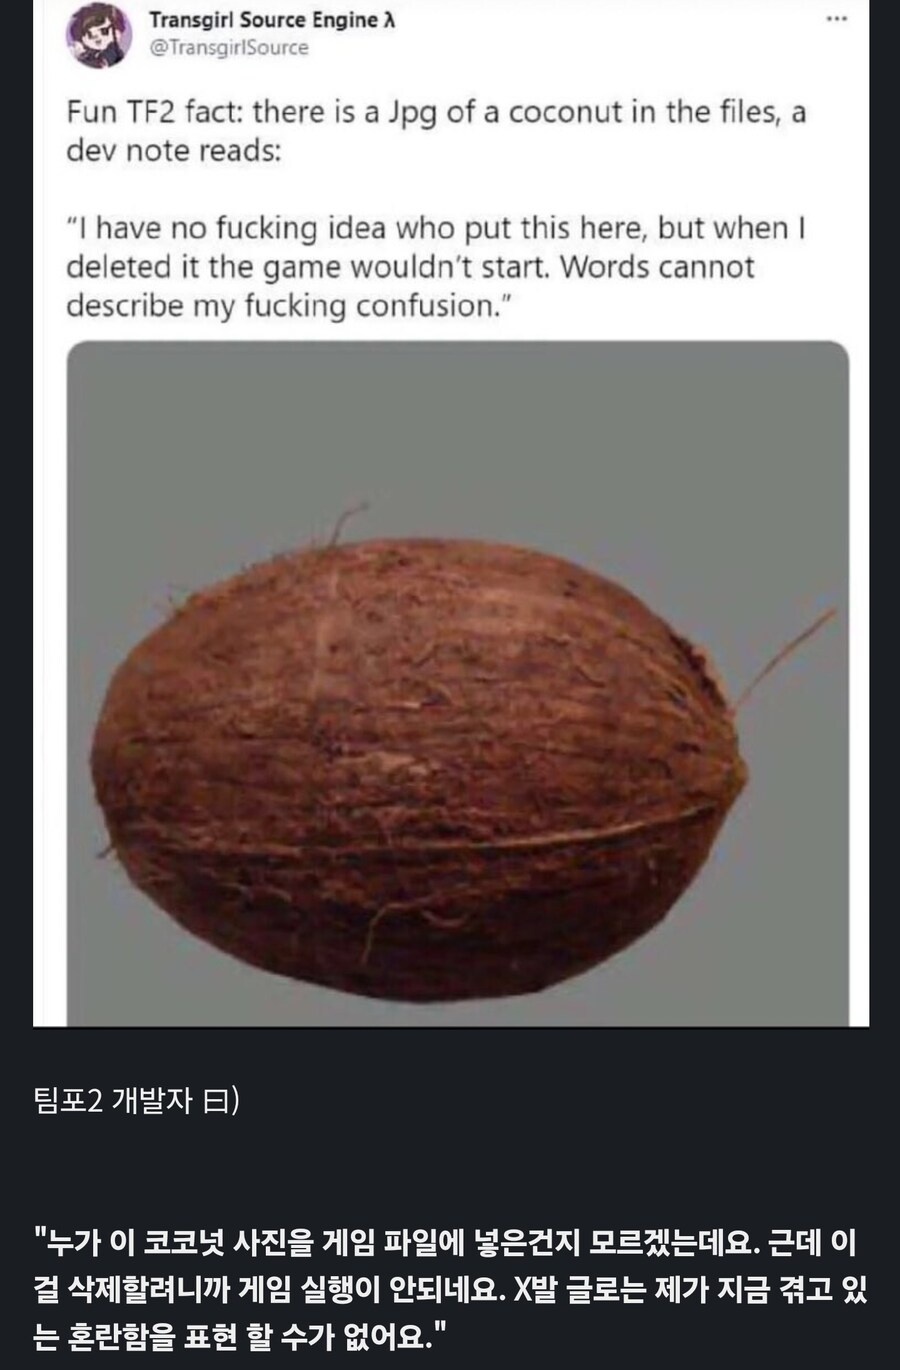 Transgirl Source Engine λ
@TransgirlSource
Fun TF2 fact: there is a Jpg of a coconut in the files, a
dev note reads:
“I have no fucking idea who put this here, but when I
deleted it the game wouldn’t start. Words cannot
describe my fucking confusion.”
팀포2 개발자 曰)
"누가 이 코코넛 사진을 게임 파일에 넣은건지 모르겠는데요. 근데 이
걸 삭제할려니까 게임 실행이 안되네요. X발 글로는 제가 지금 겪고 있
는 혼란함을 표현 할 수가 없어요."